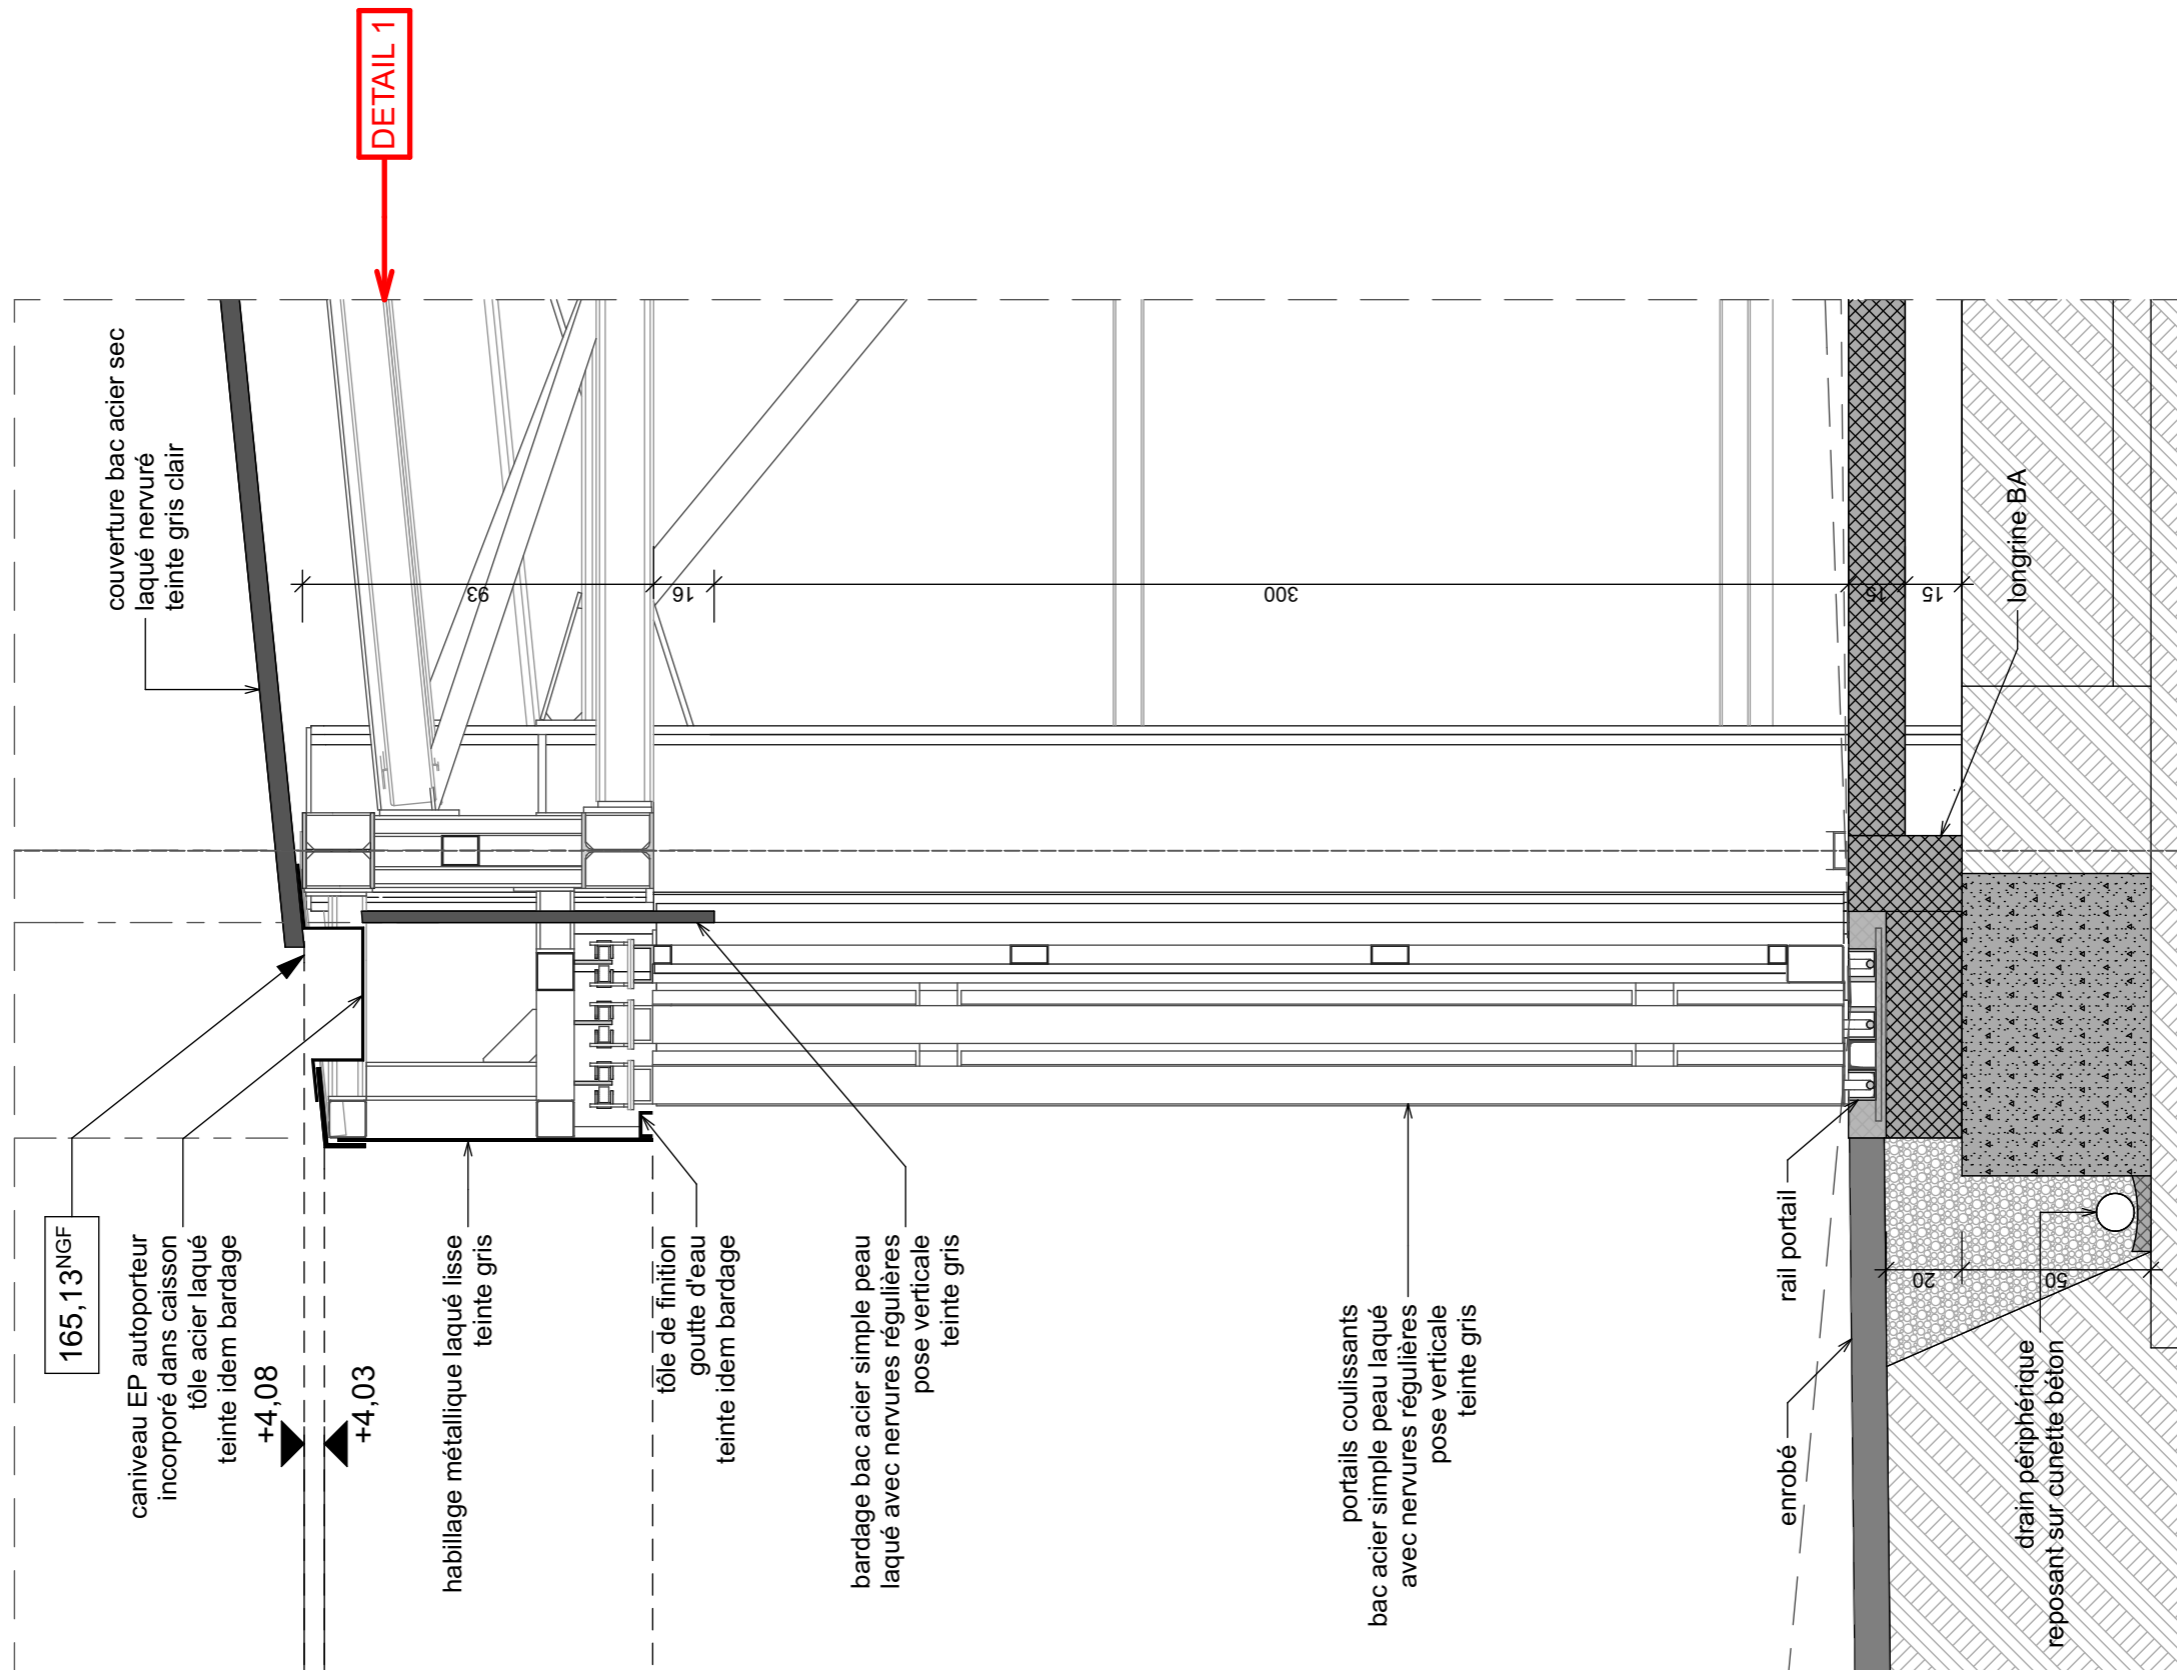 DETAIL 1
couverture bac acier sec
laqué nervuré
teinte gris clair
93
16
300
15
15
longrine BA
165,13NGF
caniveau EP autoporteur
incorporé dans caisson
tôle acier laqué
teinte idem bardage
+4,08
+4,03
habillage métallique laqué lisse
teinte gris
tôle de finition
goutte d'eau
teinte idem bardage
bardage bac acier simple peau
laqué avec nervures régulières
pose verticale
teinte gris
portails coulissants
bac acier simple peau laqué
avec nervures régulières
pose verticale
teinte gris
rail portail
enrobé
20
50
drain périphérique
reposant sur cunette béton